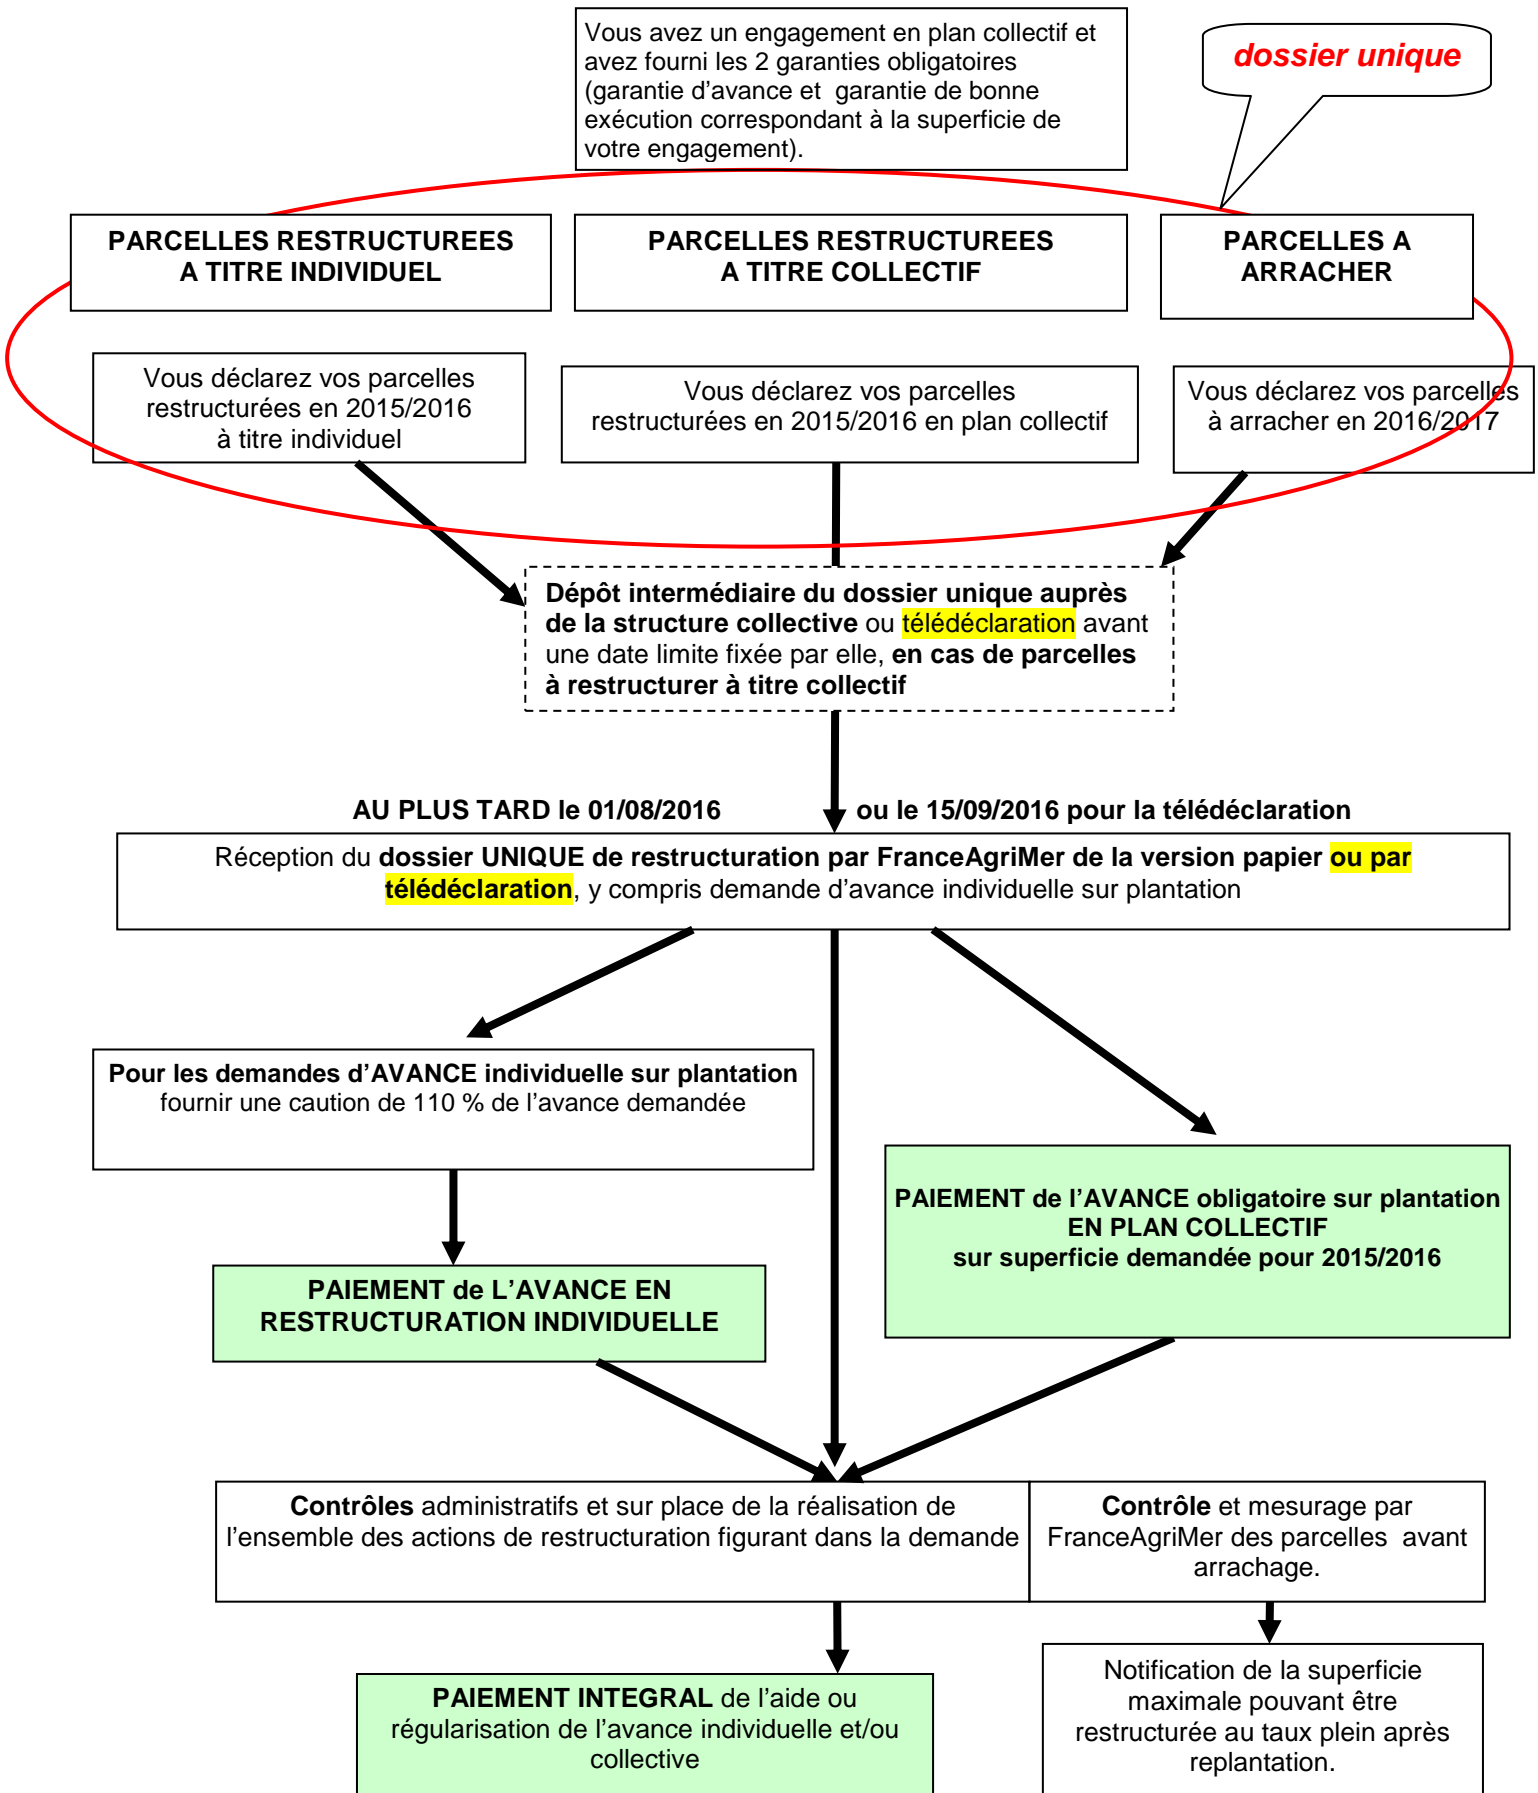 Vous avez un engagement en plan collectif et
avez fourni les 2 garanties obligatoires
(garantie d'avance et garantie de bonne
exécution correspondant à la superficie de
votre engagement).
dossier unique
PARCELLES RESTRUCTUREES
A TITRE INDIVIDUEL
PARCELLES RESTRUCTUREES
A TITRE COLLECTIF
PARCELLES A
ARRACHER
Vous déclarez vos parcelles
restructurées en 2015/2016
à titre individuel
Vous déclarez vos parcelles
restructurées en 2015/2016 en plan collectif
Vous déclarez vos parcelles
à arracher en 2016/2017
Dépôt intermédiaire du dossier unique auprès
de la structure collective ou télédéclaration avant
une date limite fixée par elle, en cas de parcelles
à restructurer à titre collectif
AU PLUS TARD le 01/08/2016 ou le 15/09/2016 pour la télédéclaration
Réception du dossier UNIQUE de restructuration par FranceAgriMer de la version papier ou par
télédéclaration, y compris demande d'avance individuelle sur plantation
Pour les demandes d'AVANCE individuelle sur plantation
fournir une caution de 110 % de l'avance demandée
PAIEMENT de l'AVANCE obligatoire sur plantation
EN PLAN COLLECTIF
sur superficie demandée pour 2015/2016
PAIEMENT de L'AVANCE EN
RESTRUCTURATION INDIVIDUELLE
Contrôles administratifs et sur place de la réalisation de
l'ensemble des actions de restructuration figurant dans la demande
Contrôle et mesurage par
FranceAgriMer des parcelles avant
arrachage.
PAIEMENT INTEGRAL de l'aide ou
régularisation de l'avance individuelle et/ou
collective
Notification de la superficie
maximale pouvant être
restructurée au taux plein après
replantation.